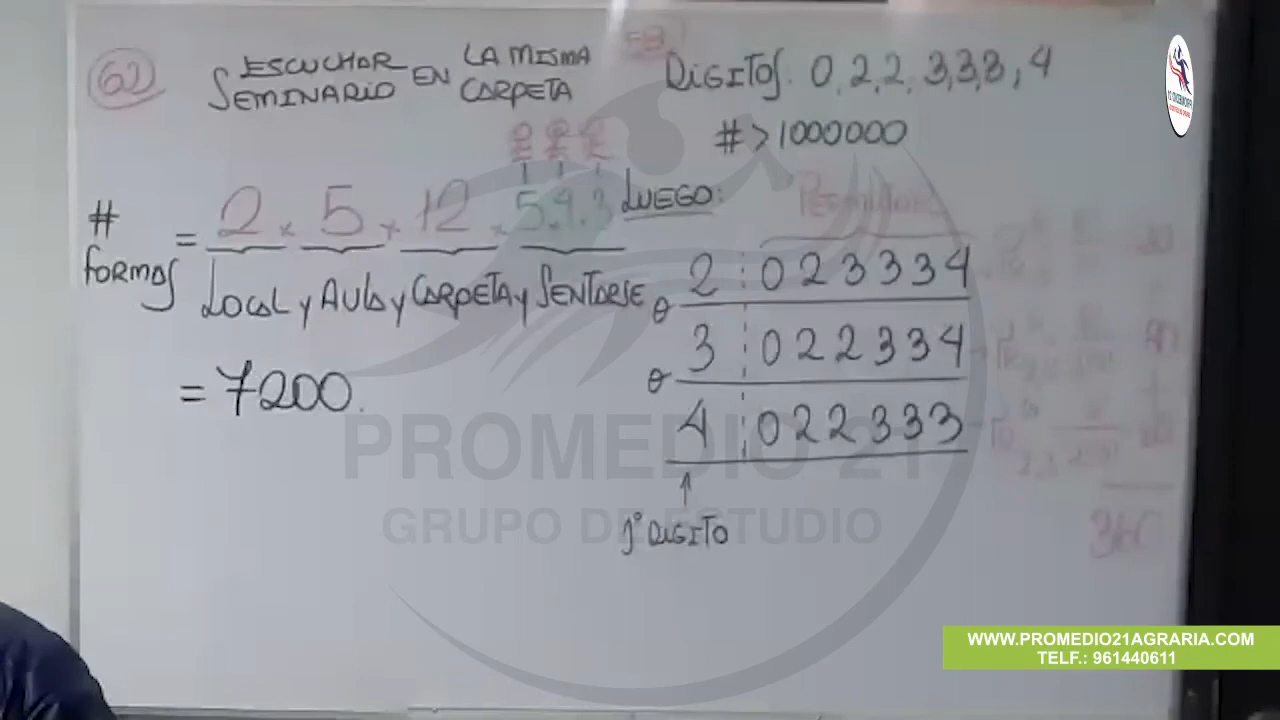 62
ESCUCHAR SEMINARIO EN LA MISMA CARPETA
# FORMAS = 2 x 5 x 12 x 5.4.3
LOCAL y AULA y CARPETA y SENTARSE
= 7200
58
DIGITOS: 0, 2, 2, 3, 3, 3, 4
# > 1000000
LUEGO:
2 0 2 3 3 3 4
θ
3 0 2 2 3 3 4
θ
4 0 2 2 3 3 3
↑
1° DIGITO
360
PROMEDIO 21
GRUPO DE ESTUDIO
WWW.PROMEDIO21AGRARIA.COM
TELF.: 961440611